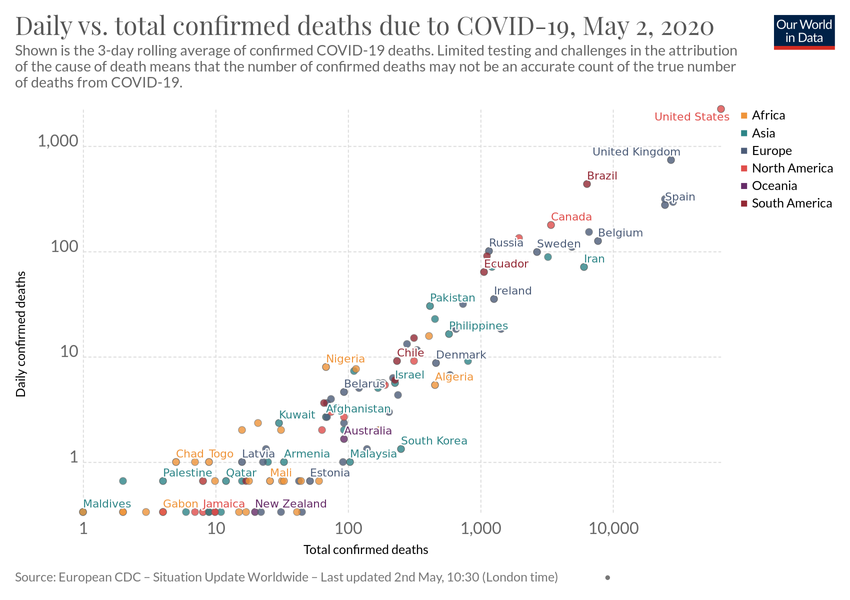 Daily vs. total confirmed deaths due to COVID-19, May 2, 2020
Our World
in Data
Shown is the 3-day rolling average of confirmed COVID-19 deaths. Limited testing and challenges in the attribution
of the cause of death means that the number of confirmed deaths may not be an accurate count of the true number
of deaths from COVID-19.
United States
Africa
Asia
Europe
North America
Oceania
South America
1,000
United Kingdom
Brazil
Spain
Canada
Belgium
Russia
Sweden
100
Ecuador
Iran
Ireland
Pakistan
Philippines
10
Nigeria
Chile
Denmark
Israel
Algeria
Belarus
Kuwait
Afghanistan
Australia
South Korea
Chad
Togo
Latvia
Armenia
Malaysia
1
Palestine
Qatar
Mali
Estonia
Maldives
Gabon
Jamaica
New Zealand
1
10
100
1,000
10,000
Daily confirmed deaths
Total confirmed deaths
Source: European CDC – Situation Update Worldwide – Last updated 2nd May, 10:30 (London time)